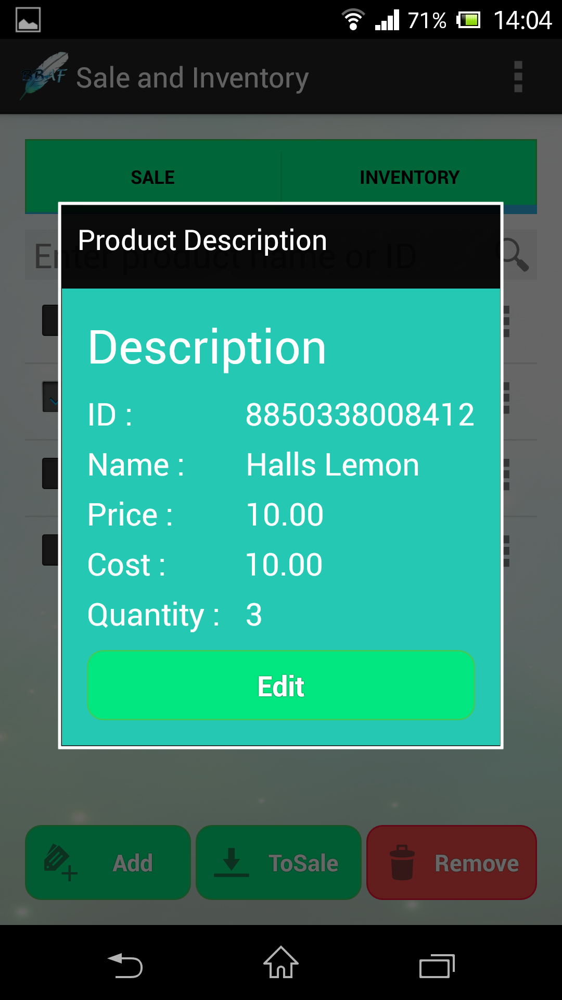 71% 14:04
BBAF Sale and Inventory
SALE INVENTORY
Enter product name or ID
Product Description
Description
ID : 8850338008412
Name : Halls Lemon
Price : 10.00
Cost : 10.00
Quantity : 3
Edit
Add ToSale Remove